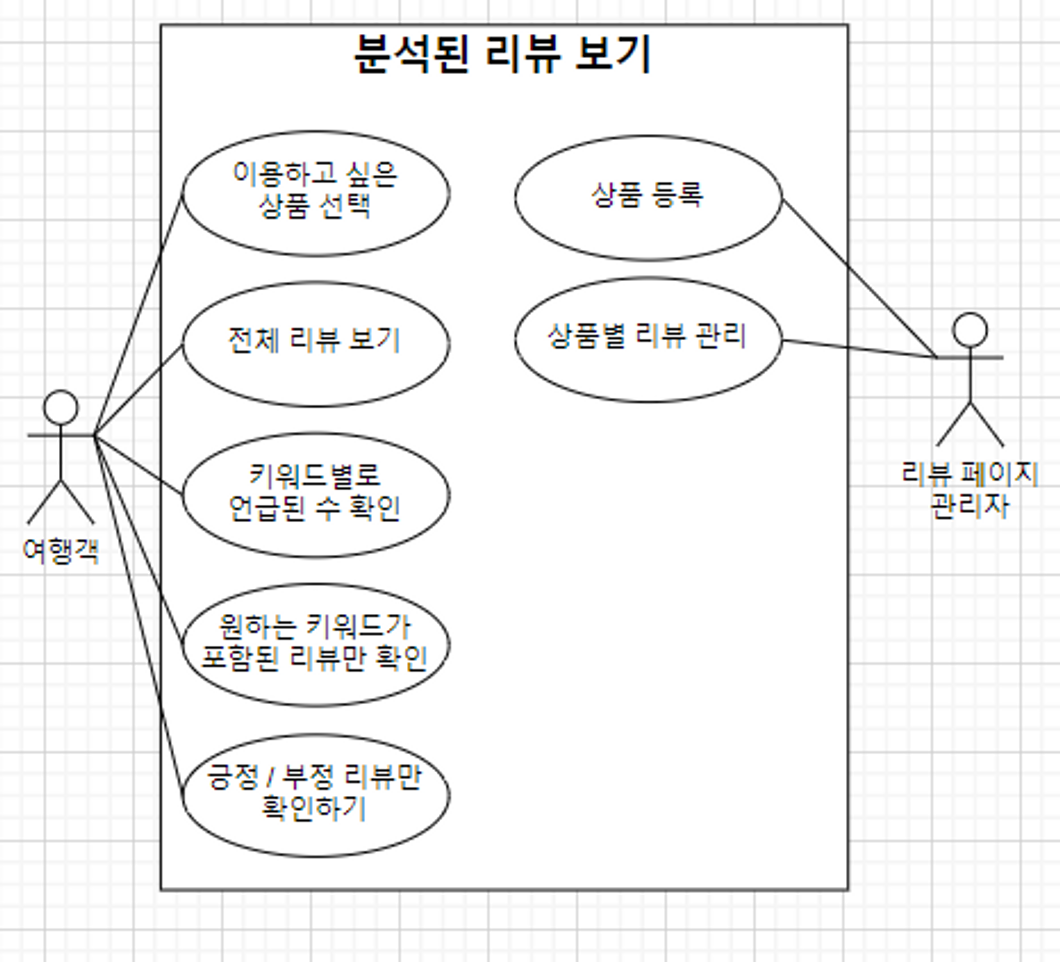 분석된 리뷰 보기
이용하고 싶은
상품 선택
전체 리뷰 보기
키워드별로
언급된 수 확인
원하는 키워드가
포함된 리뷰만 확인
긍정 / 부정 리뷰만
확인하기
상품 등록
상품별 리뷰 관리
여행객
리뷰 페이지
관리자